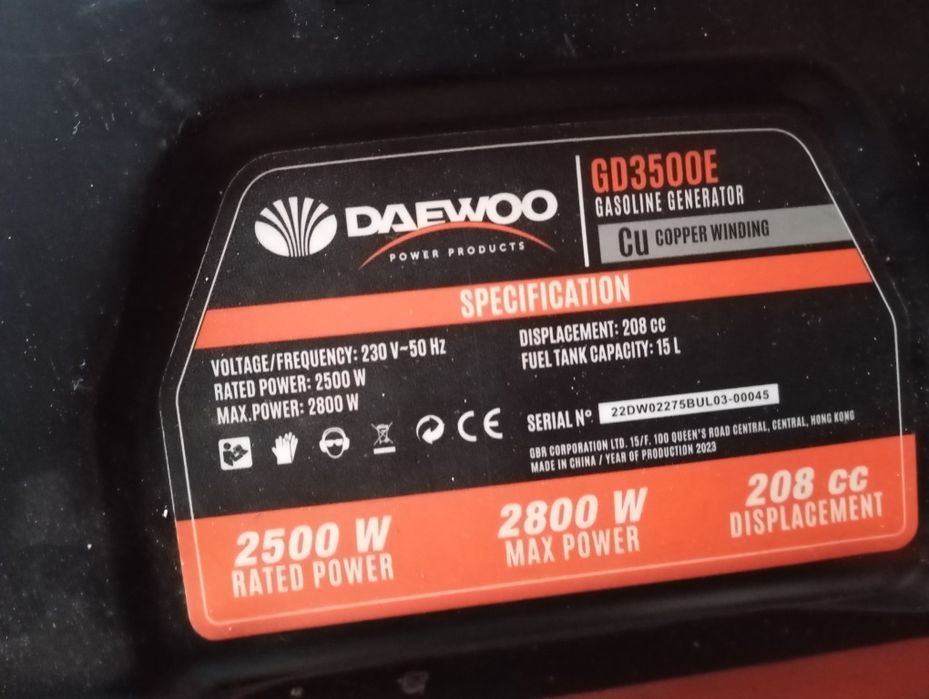 DAEWOO
POWER PRODUCTS
GD3500E
GASOLINE GENERATOR
Cu COPPER WINDING
SPECIFICATION
VOLTAGE/FREQUENCY: 230 V~50 Hz
RATED POWER: 2500 W
MAX.POWER: 2800 W
DISPLACEMENT: 208 cc
FUEL TANK CAPACITY: 15 L
CE
SERIAL Nº 22DW02275BUL03-00045
GBR CORPORATION LTD. 15/F. 100 QUEEN'S ROAD CENTRAL, CENTRAL, HONG KONG
MADE IN CHINA / YEAR OF PRODUCTION 2023
2500 W
RATED POWER
2800 W
MAX POWER
208 cc
DISPLACEMENT